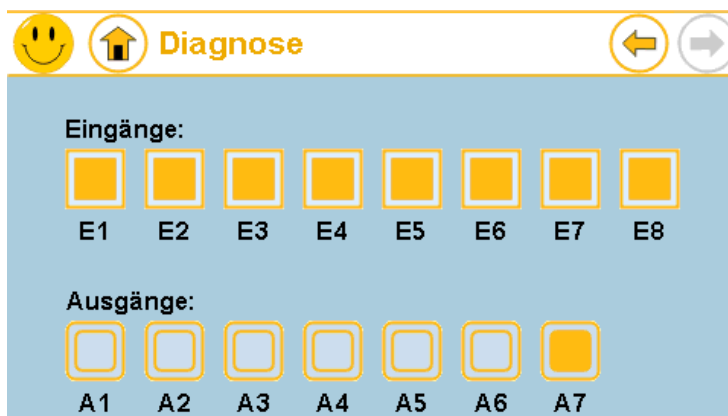 Diagnose
Eingänge:
E1 E2 E3 E4 E5 E6 E7 E8
Ausgänge:
A1 A2 A3 A4 A5 A6 A7